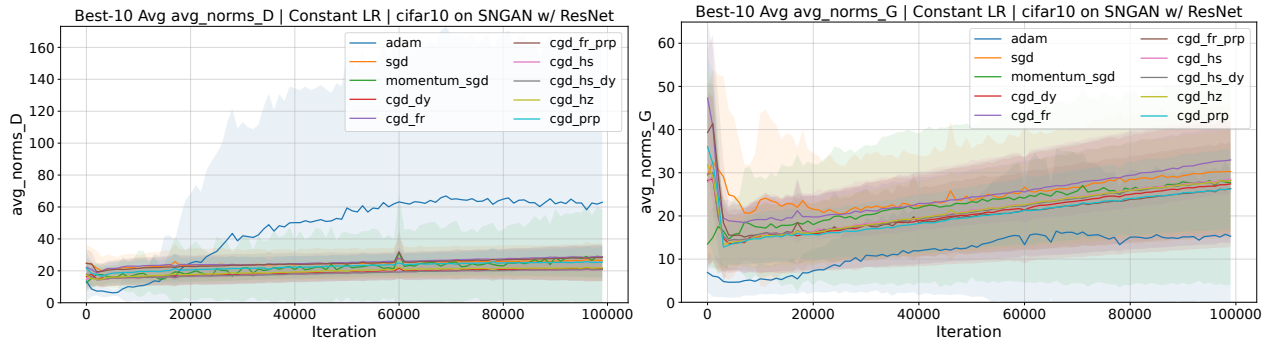 Best-10 Avg avg_norms_D | Constant LR | cifar10 on SNGAN w/ ResNet
avg_norms_D
160
140
120
100
80
60
40
20
0
adam
sgd
momentum_sgd
cgd_dy
cgd_fr
cgd_fr_prp
cgd_hs
cgd_hs_dy
cgd_hz
cgd_prp
0 20000 40000 60000 80000 100000
Iteration
Best-10 Avg avg_norms_G | Constant LR | cifar10 on SNGAN w/ ResNet
avg_norms_G
60
50
40
30
20
10
0
adam
sgd
momentum_sgd
cgd_dy
cgd_fr
cgd_fr_prp
cgd_hs
cgd_hs_dy
cgd_hz
cgd_prp
0 20000 40000 60000 80000 100000
Iteration